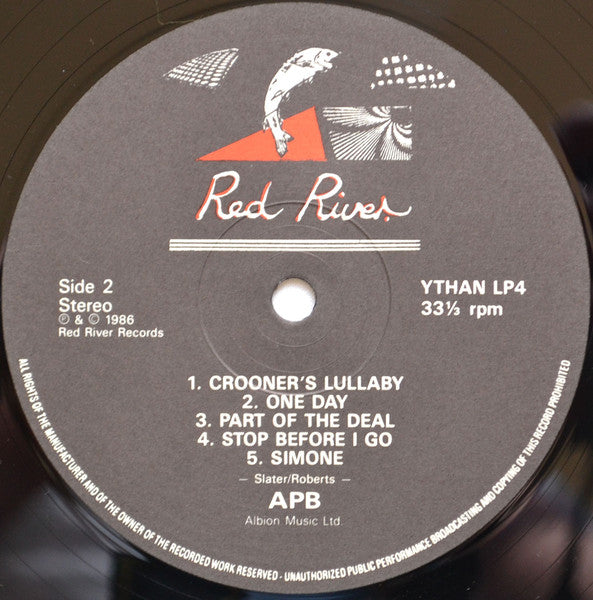 Red River
Side 2
Stereo
℗ & © 1986
Red River Records
YTHAN LP4
33⅓ rpm
1. CROONER'S LULLABY
2. ONE DAY
3. PART OF THE DEAL
4. STOP BEFORE I GO
5. SIMONE
– Slater/Roberts –
APB
Albion Music Ltd
ALL RIGHTS OF THE MANUFACTURER AND OF THE OWNER OF THE RECORDED WORK RESERVED - UNAUTHORIZED PUBLIC PERFORMANCE BROADCASTING AND COPYING OF THIS RECORD PROHIBITED